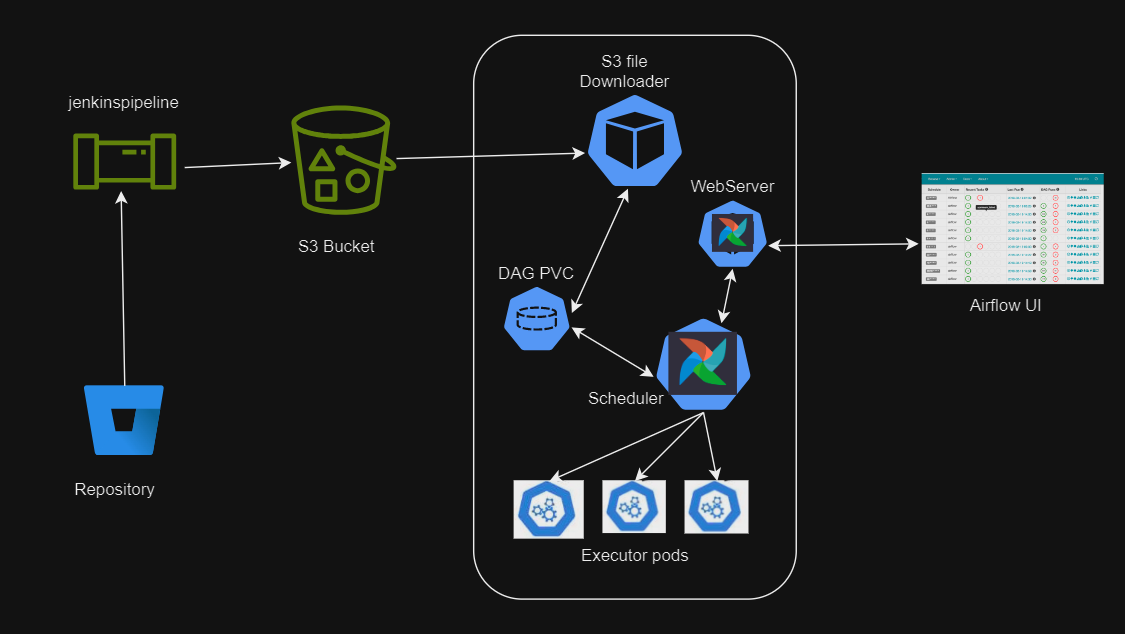 S3 file
Downloader
jenkinspipeline
WebServer
S3 Bucket
DAG PVC
Airflow UI
Scheduler
Repository
Executor pods